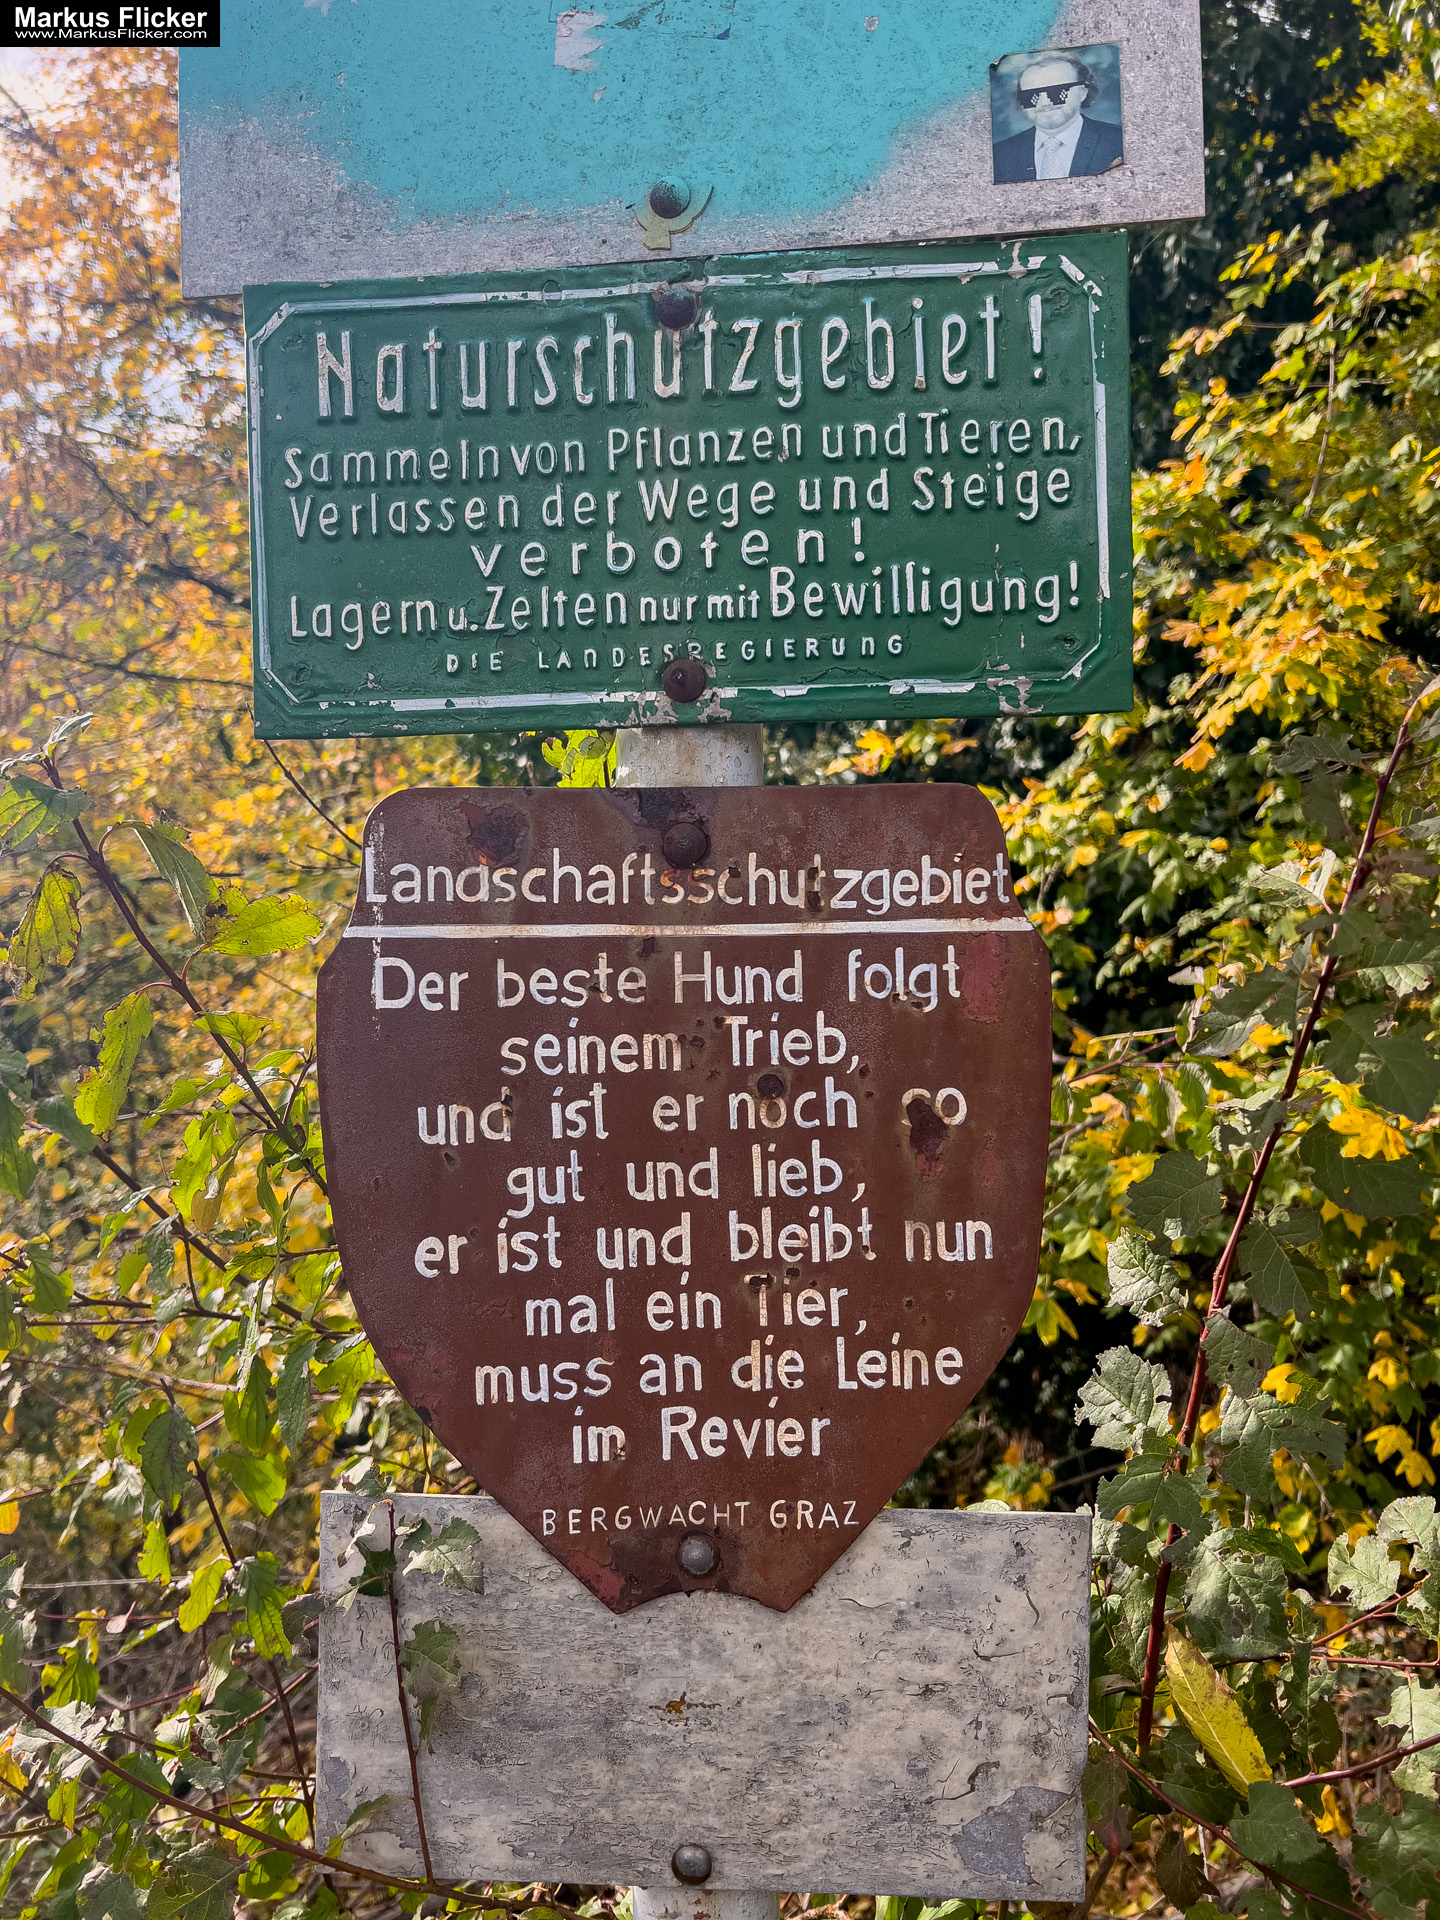 Markus Flicker
www.MarkusFlicker.com
Naturschutzgebiet!
Sammeln von Pflanzen und Tieren,
Verlassen der Wege und Steige
verboten!
Lagern u. Zelten nur mit Bewilligung!
DIE LANDESREGIERUNG
Landschaftsschutzgebiet
Der beste Hund folgt
seinem Trieb,
und ist er noch so
gut und lieb,
er ist und bleibt nun
mal ein Tier,
muss an die Leine
im Revier
BERGWACHT GRAZ